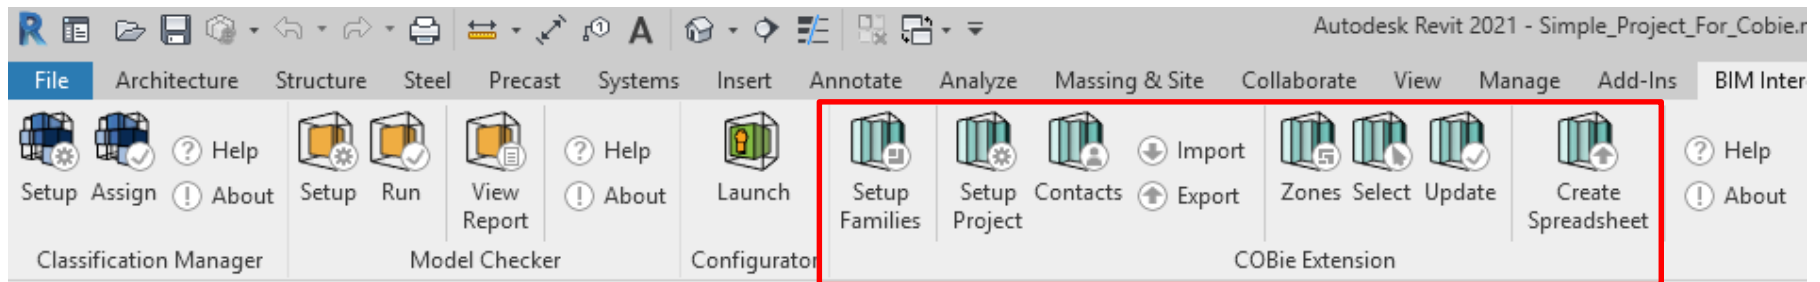 Autodesk Revit 2021 - Simple_Project_For_Cobie.r
File Architecture Structure Steel Precast Systems Insert Annotate Analyze Massing & Site Collaborate View Manage Add-Ins BIM Inter
Setup Assign Help About
Classification Manager
Setup Run View Report Help About
Model Checker
Launch
Configurator
Setup Families Setup Project Contacts Import Export Zones Select Update Create Spreadsheet
COBie Extension
Help
About